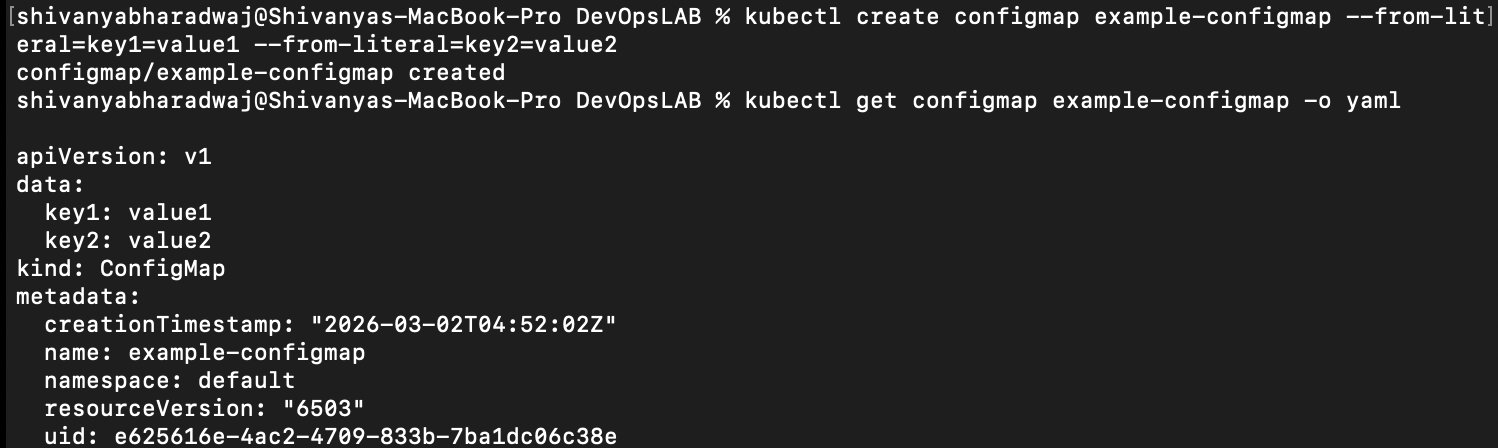 [shivanyabharadwaj@Shivanyas-MacBook-Pro DevOpsLAB % kubectl create configmap example-configmap --from-lit]
eral=key1=value1 --from-literal=key2=value2
configmap/example-configmap created
shivanyabharadwaj@Shivanyas-MacBook-Pro DevOpsLAB % kubectl get configmap example-configmap -o yaml
apiVersion: v1
data:
  key1: value1
  key2: value2
kind: ConfigMap
metadata:
  creationTimestamp: "2026-03-02T04:52:02Z"
  name: example-configmap
  namespace: default
  resourceVersion: "6503"
  uid: e625616e-4ac2-4709-833b-7ba1dc06c38e